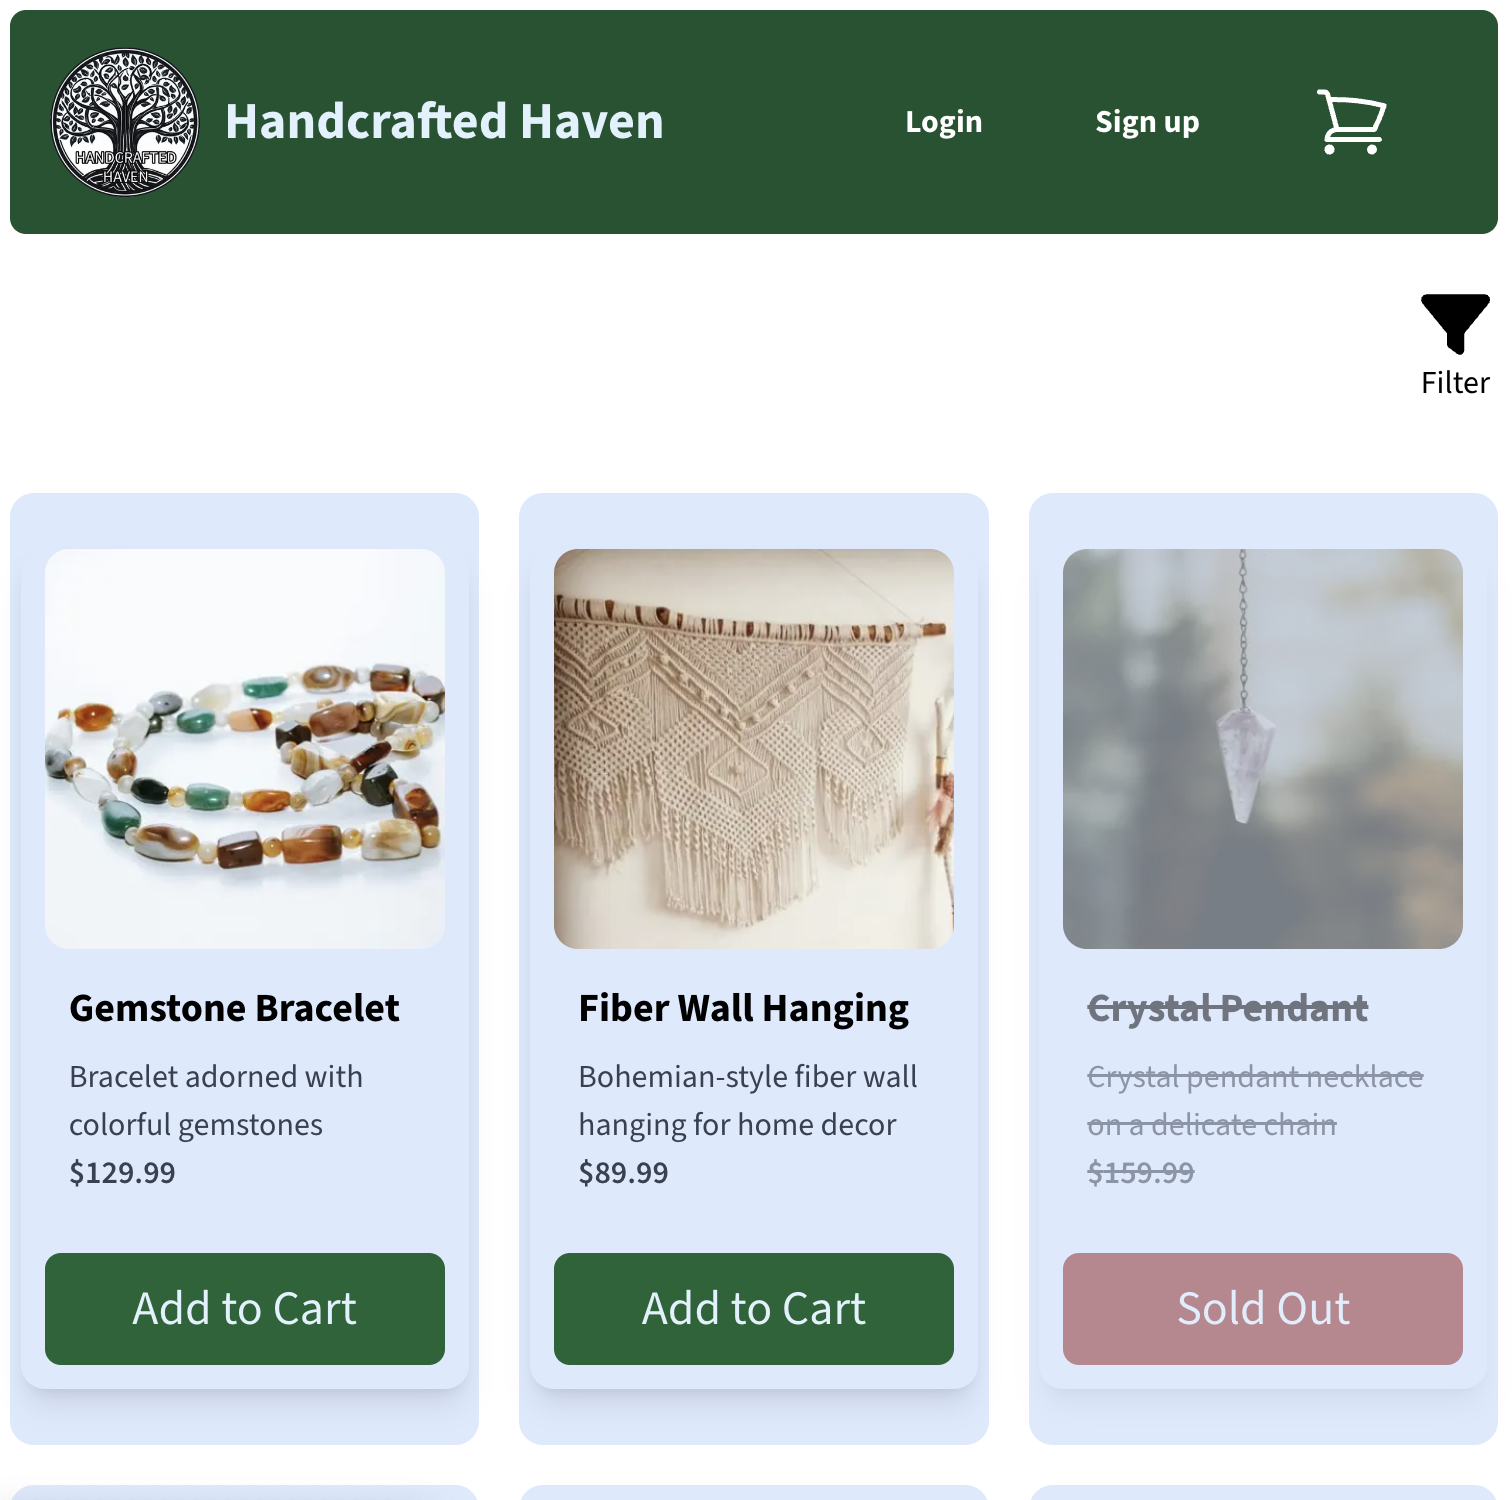 HANDCRAFTED
HAVEN
Handcrafted Haven
Login
Sign up
Filter
Gemstone Bracelet
Bracelet adorned with
colorful gemstones
$129.99
Add to Cart
Fiber Wall Hanging
Bohemian-style fiber wall
hanging for home decor
$89.99
Add to Cart
Crystal Pendant
Crystal pendant necklace
on a delicate chain
$159.99
Sold Out